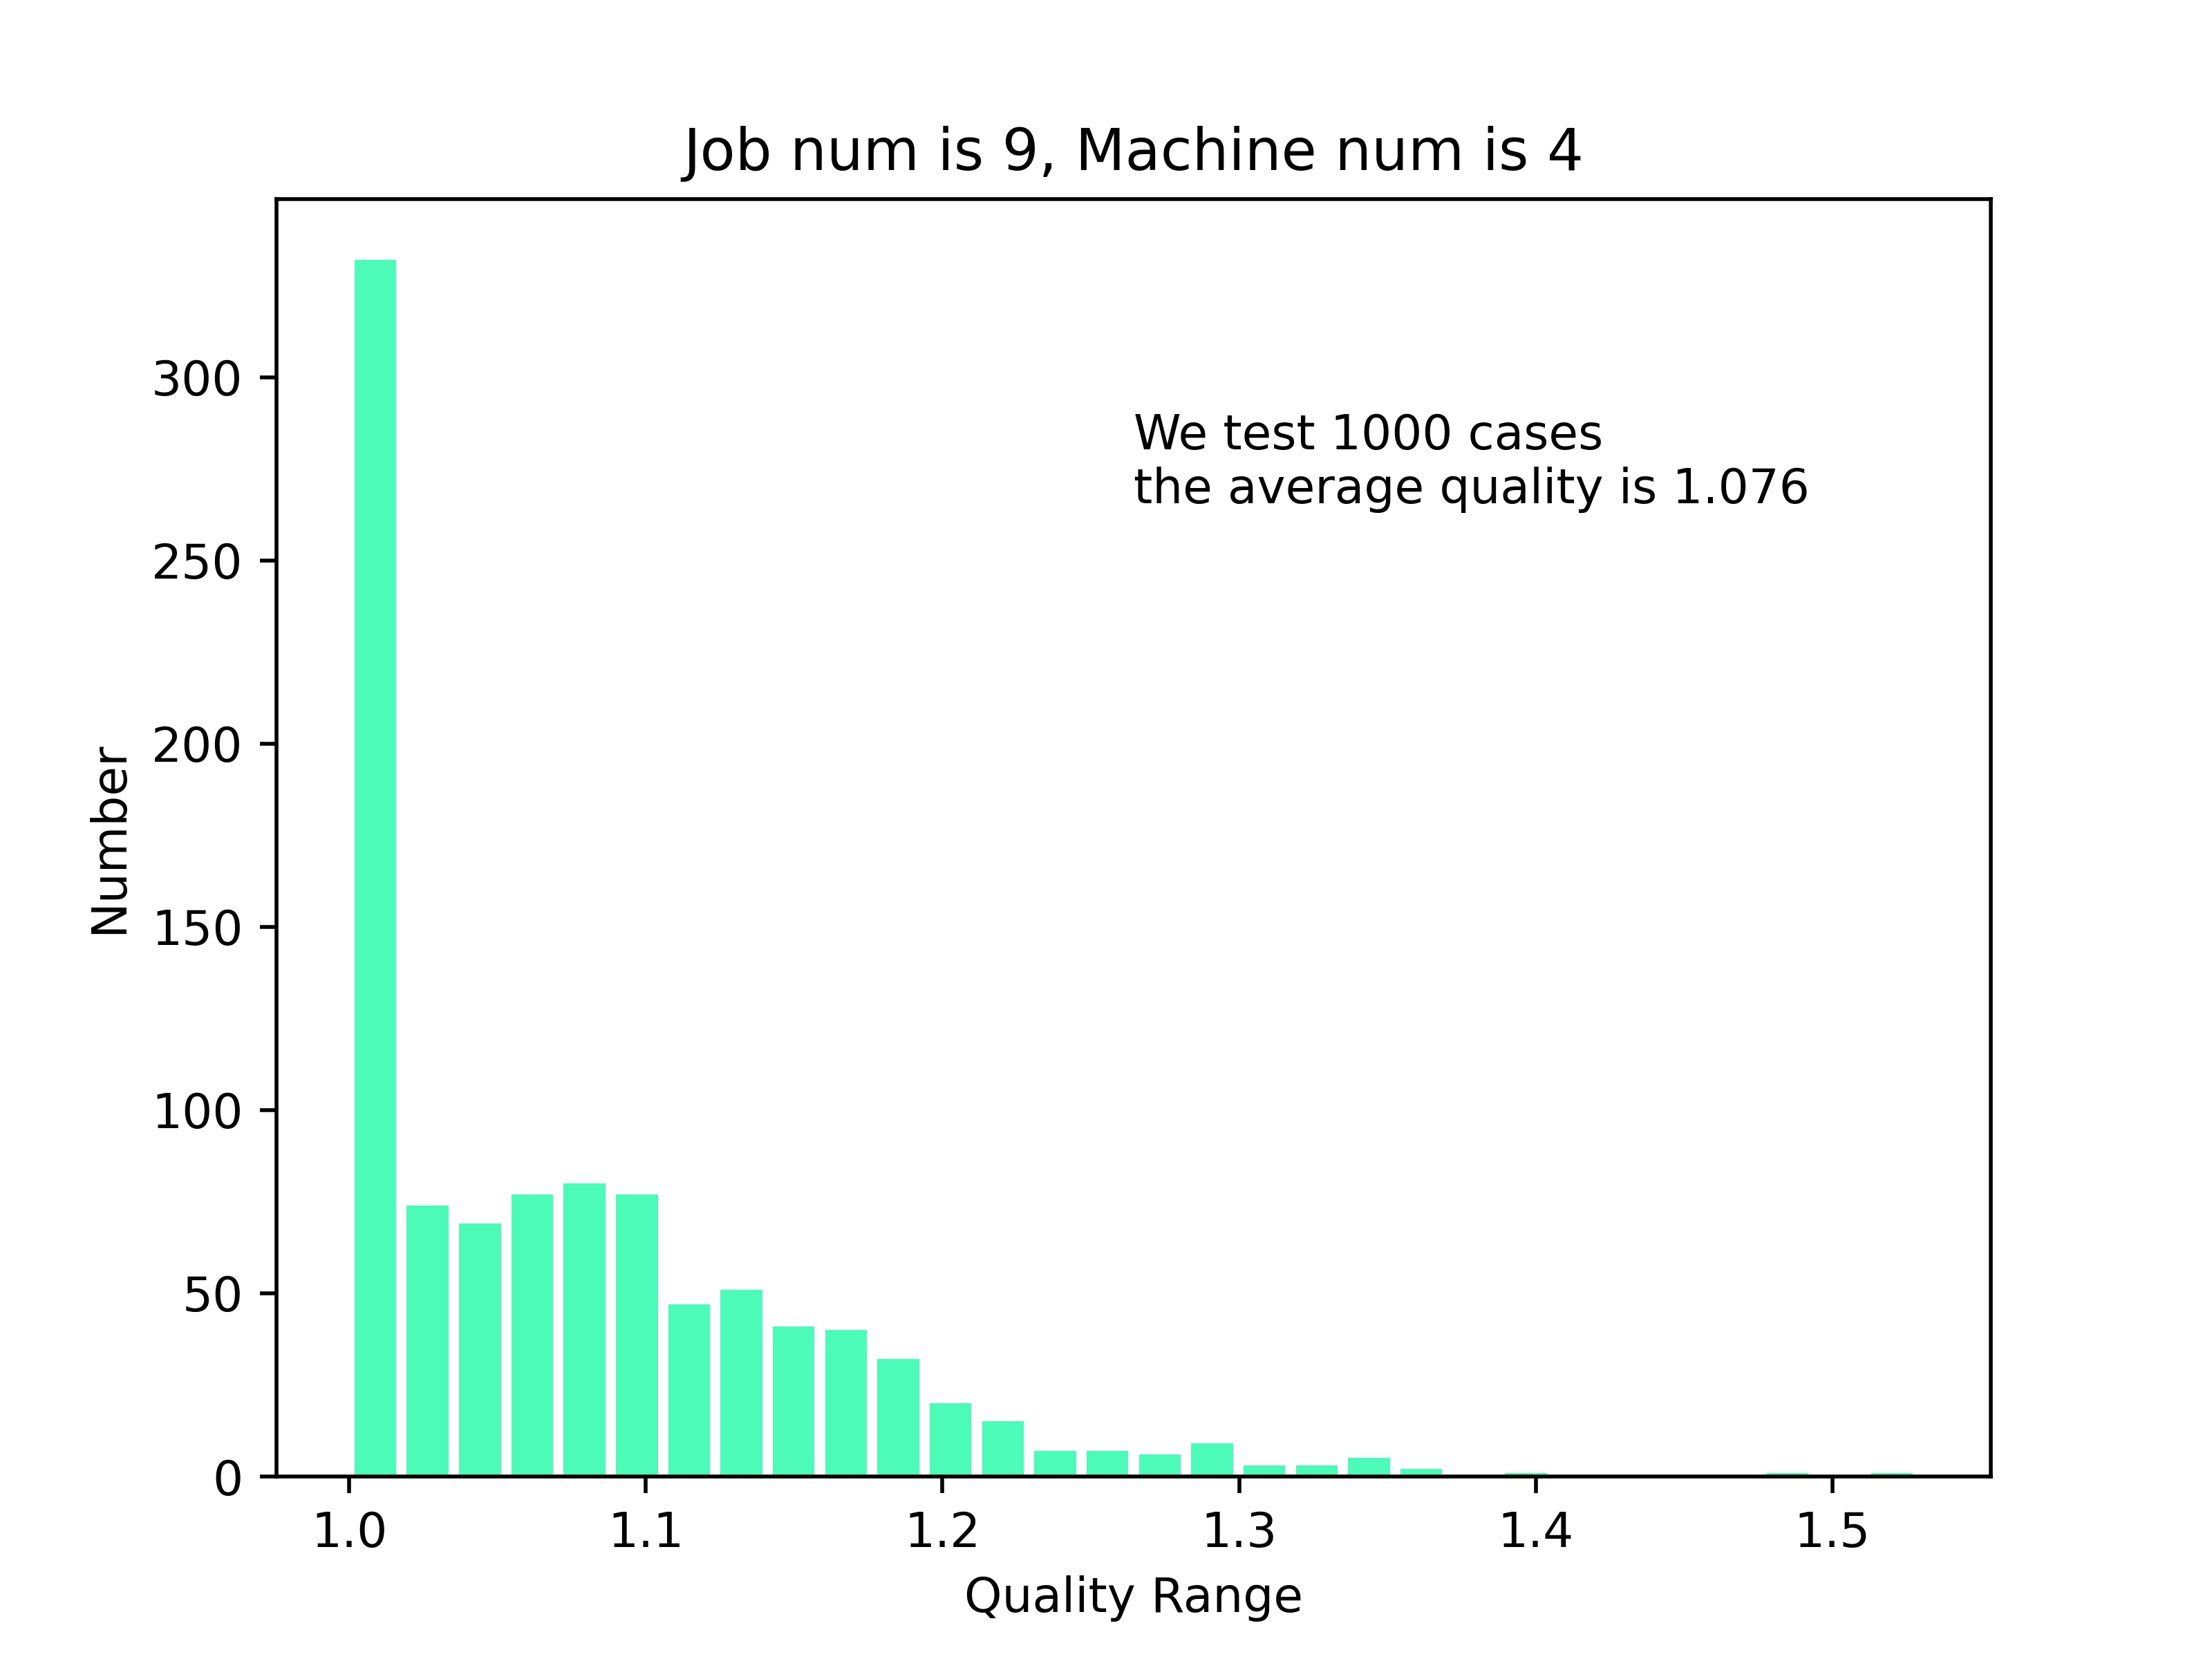 Job num is 9, Machine num is 4
We test 1000 cases
the average quality is 1.076
Number
300
250
200
150
100
50
0
1.0 1.1 1.2 1.3 1.4 1.5
Quality Range